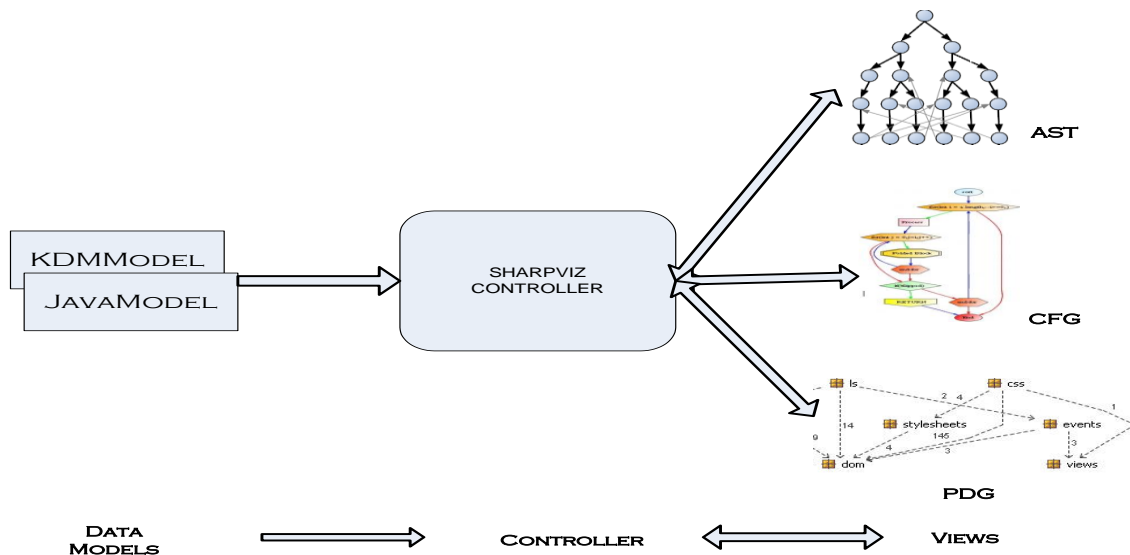 AST
KDMMODEL
JAVAMODEL
SHARPVIZ
CONTROLLER
RETURN
CFG
ls
css
2
4
1
14
stylesheets
events
9
145
4
3
3
dom
views
PDG
DATA
MODELS
CONTROLLER
VIEWS